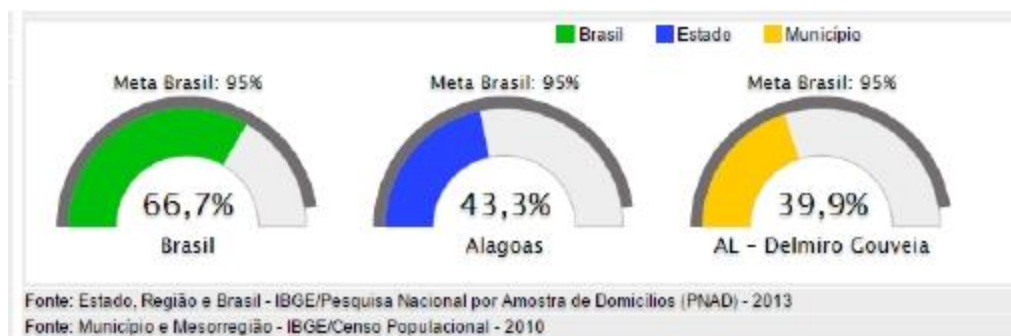 Brasil Estado Município
Meta Brasil: 95% Meta Brasil: 95% Meta Brasil: 95%
66,7% 43,3% 39,9%
Brasil Alagoas AL - Delmiro Gouveia
Fonte: Estado, Região e Brasil - IBGE/Pesquisa Nacional por Amostra de Domicílios (PNAD) - 2013
Fonte: Município e Mesorregião - IBGE/Censo Populacional - 2010